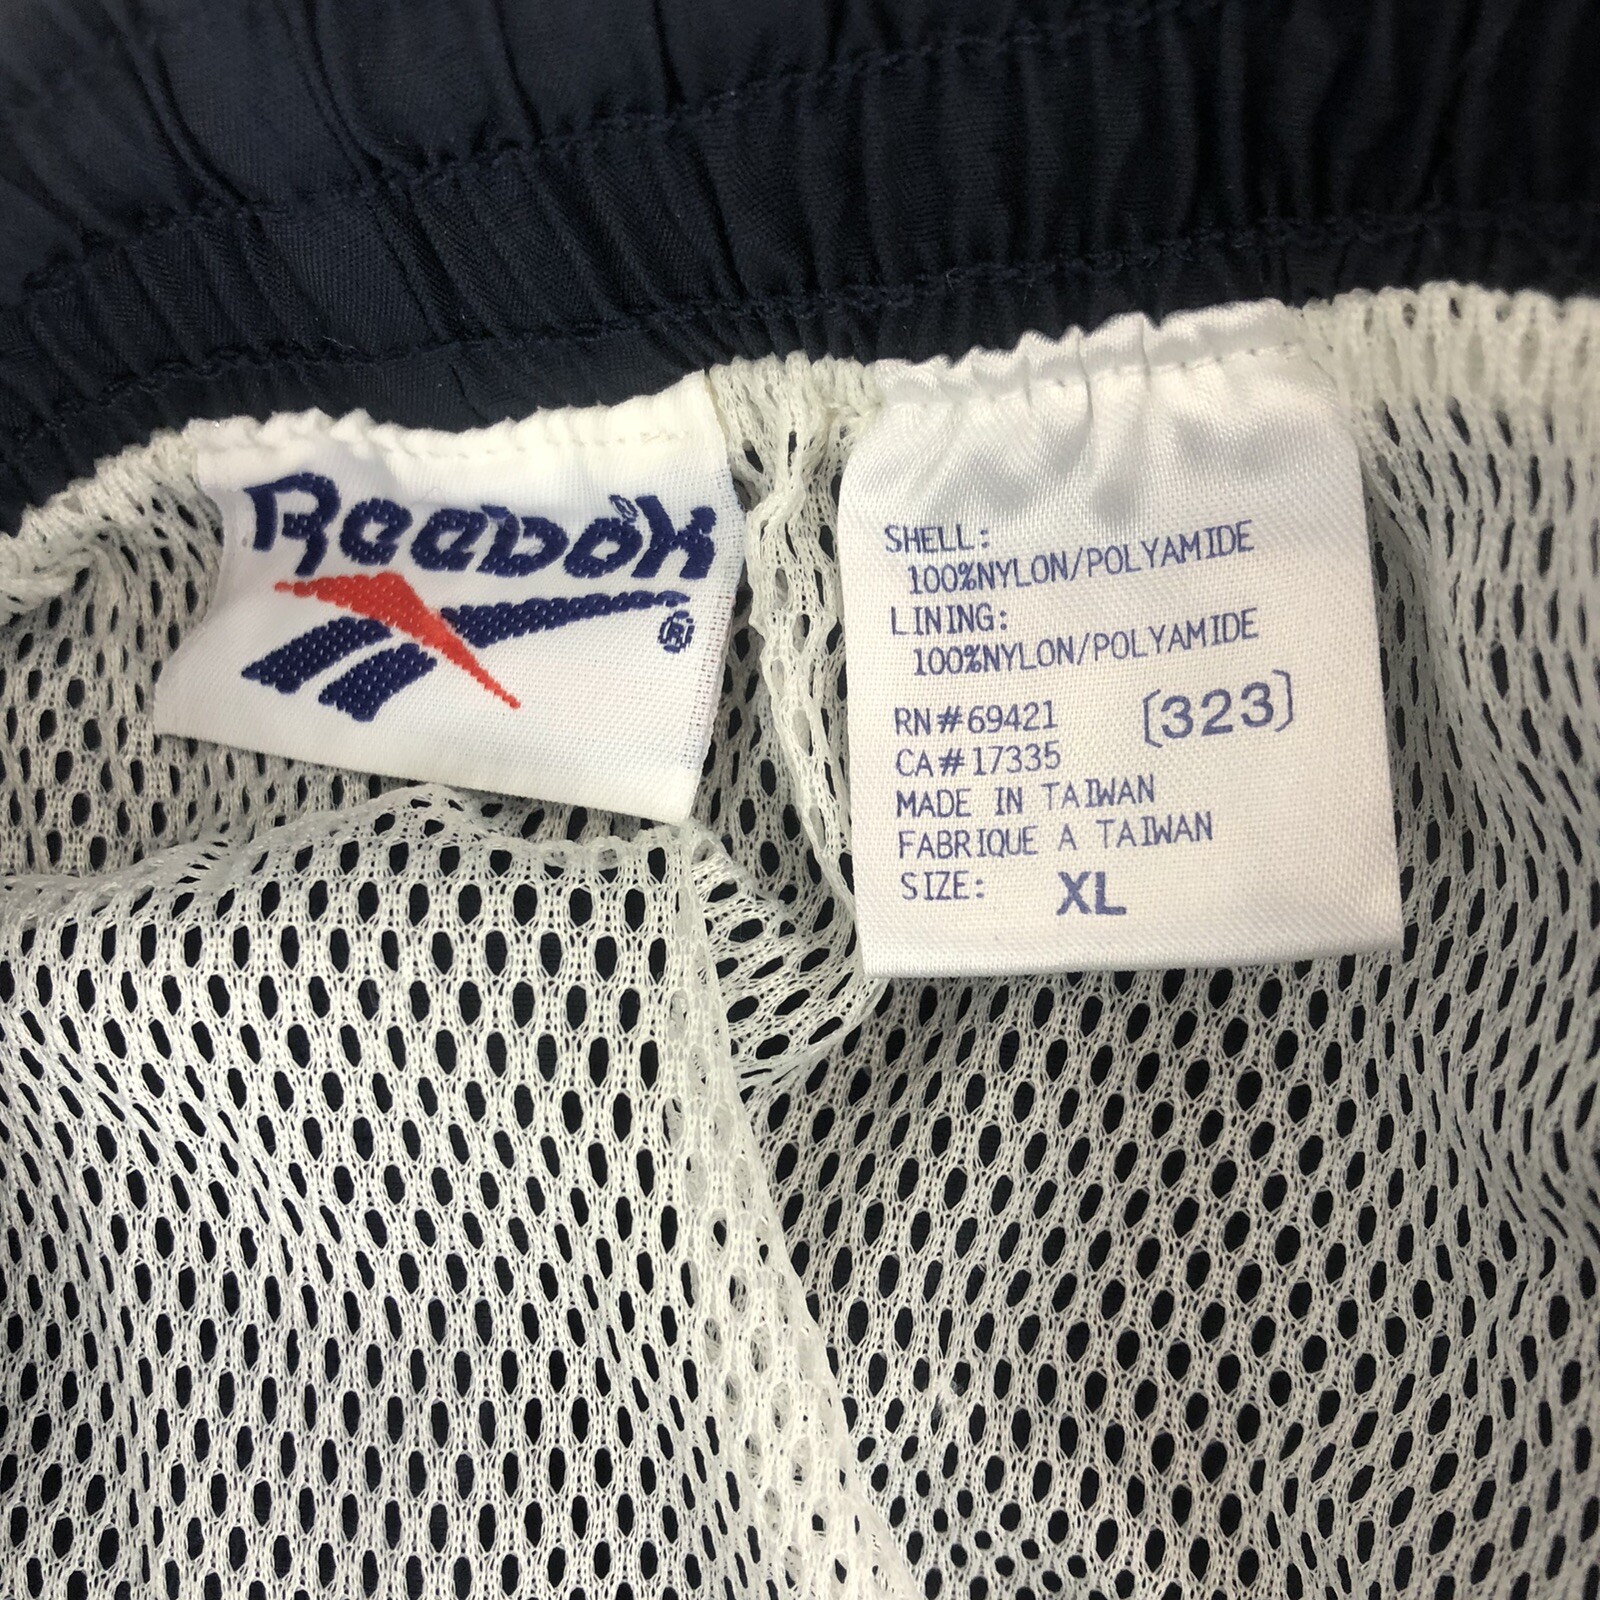 Reebok
®
SHELL:
100%NYLON/POLYAMIDE
LINING:
100%NYLON/POLYAMIDE
RN#69421 [323]
CA#17335
MADE IN TAIWAN
FABRIQUE A TAIWAN
SIZE: XL